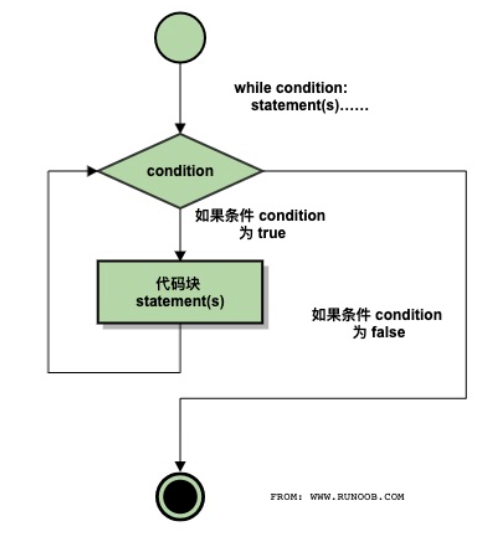 while condition:
statement(s)……
condition
如果条件 condition
为 true
代码块
statement(s)
如果条件 condition
为 false
FROM: WWW.RUNOOB.COM